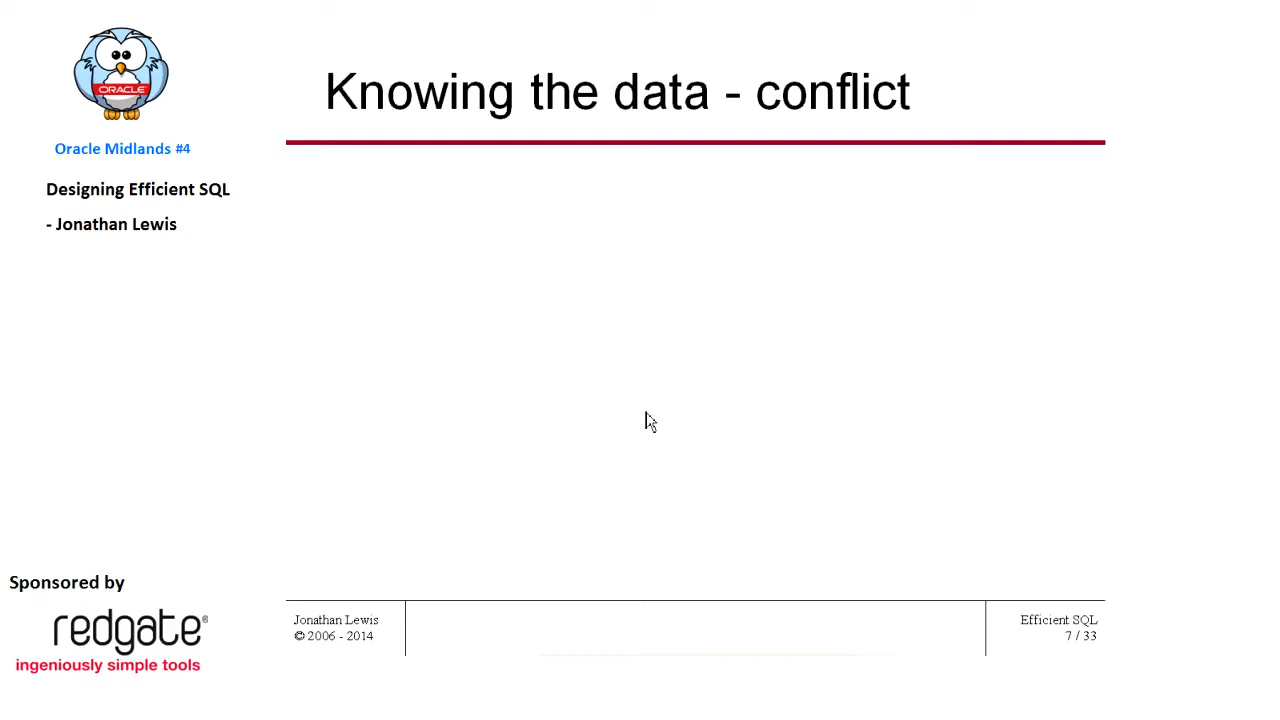 ORACLE
Oracle Midlands #4
Designing Efficient SQL
- Jonathan Lewis
Knowing the data - conflict
Sponsored by
redgate®
ingeniously simple tools
Jonathan Lewis
© 2006 - 2014
Efficient SQL
7 / 33